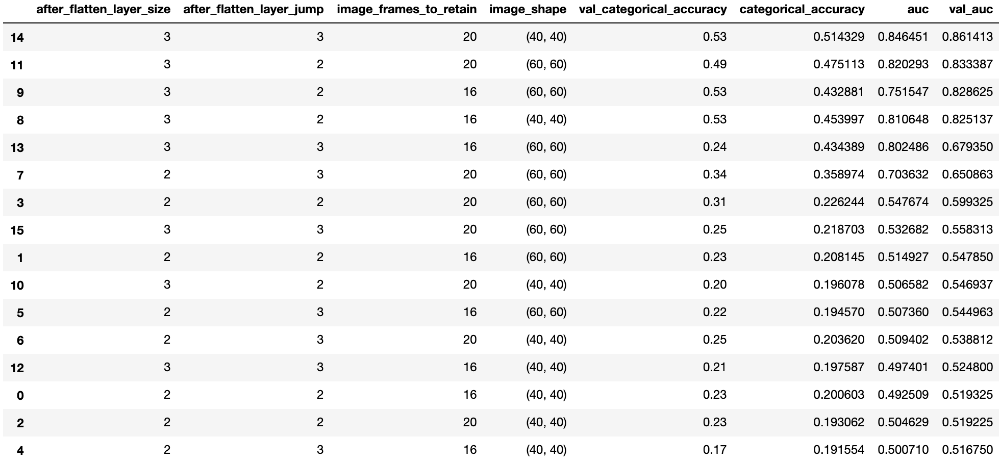 after_flatten_layer_size after_flatten_layer_jump image_frames_to_retain image_shape val_categorical_accuracy categorical_accuracy auc val_auc
14 3 3 20 (40, 40) 0.53 0.514329 0.846451 0.861413
11 3 2 20 (60, 60) 0.49 0.475113 0.820293 0.833387
9 3 2 16 (60, 60) 0.53 0.432881 0.751547 0.828625
8 3 2 16 (40, 40) 0.53 0.453997 0.810648 0.825137
13 3 3 16 (60, 60) 0.24 0.434389 0.802486 0.679350
7 2 3 20 (60, 60) 0.34 0.358974 0.703632 0.650863
3 2 2 20 (60, 60) 0.31 0.226244 0.547674 0.599325
15 3 3 20 (60, 60) 0.25 0.218703 0.532682 0.558313
1 2 2 16 (60, 60) 0.23 0.208145 0.514927 0.547850
10 3 2 20 (40, 40) 0.20 0.196078 0.506582 0.546937
5 2 3 16 (60, 60) 0.22 0.194570 0.507360 0.544963
6 2 3 20 (40, 40) 0.25 0.203620 0.509402 0.538812
12 3 3 16 (40, 40) 0.21 0.197587 0.497401 0.524800
0 2 2 16 (40, 40) 0.23 0.200603 0.492509 0.519325
2 2 2 20 (40, 40) 0.23 0.193062 0.504629 0.519225
4 2 3 16 (40, 40) 0.17 0.191554 0.500710 0.516750